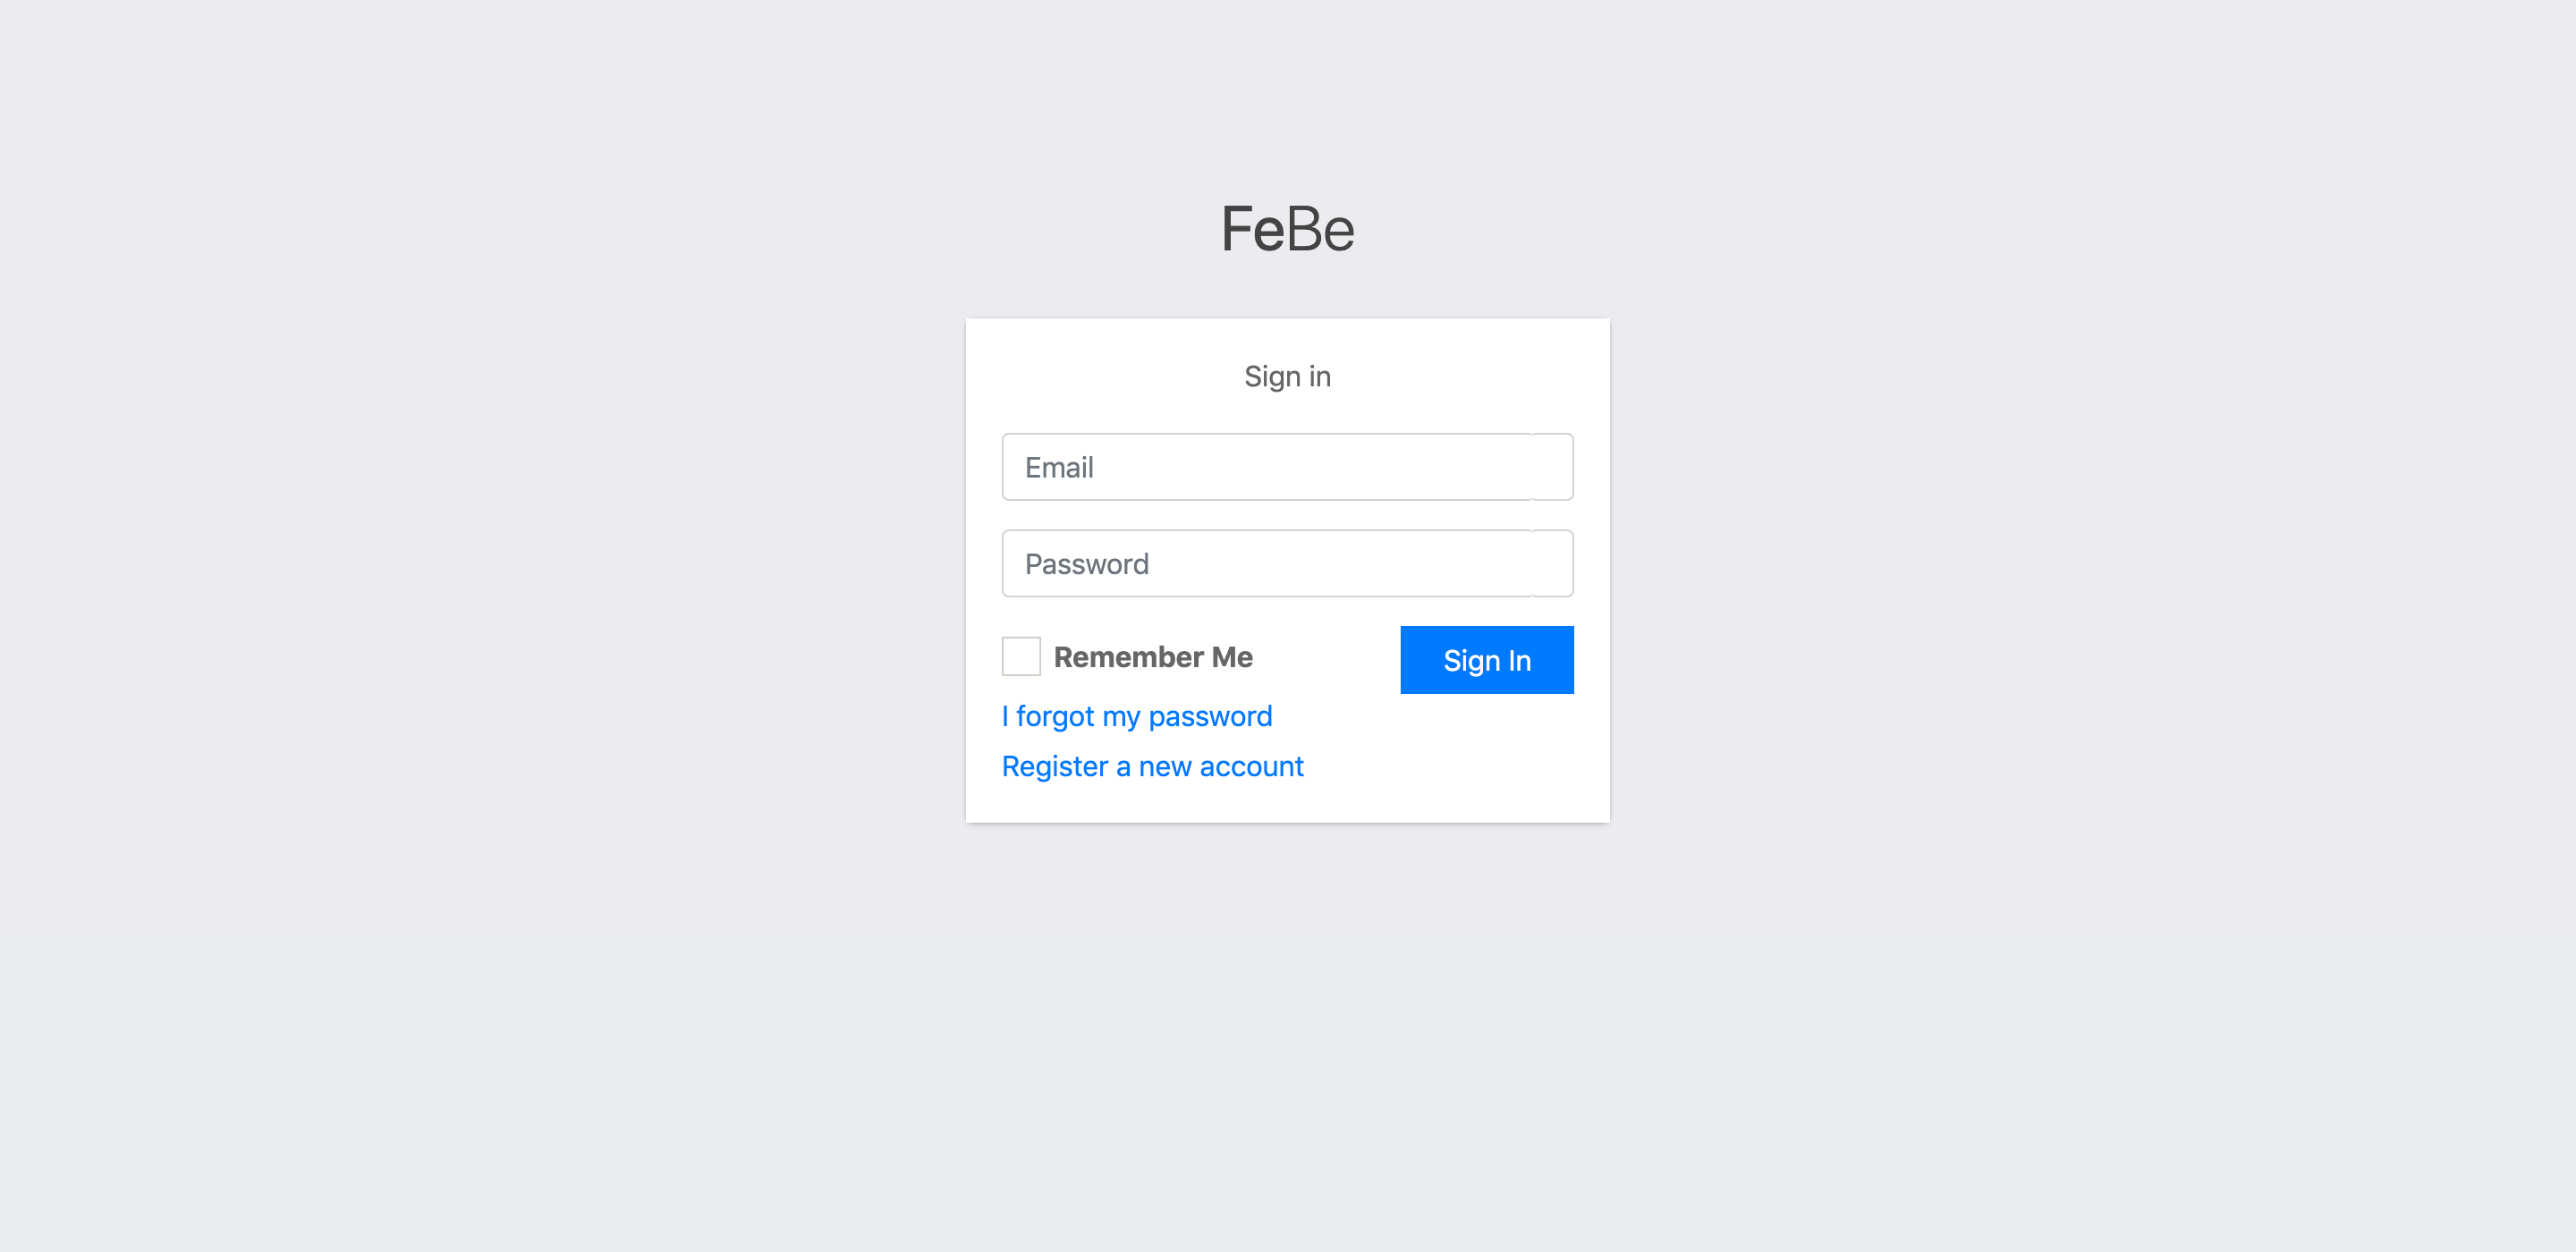 FeBe
Sign in
Email
Password
Remember Me
Sign In
I forgot my password
Register a new account